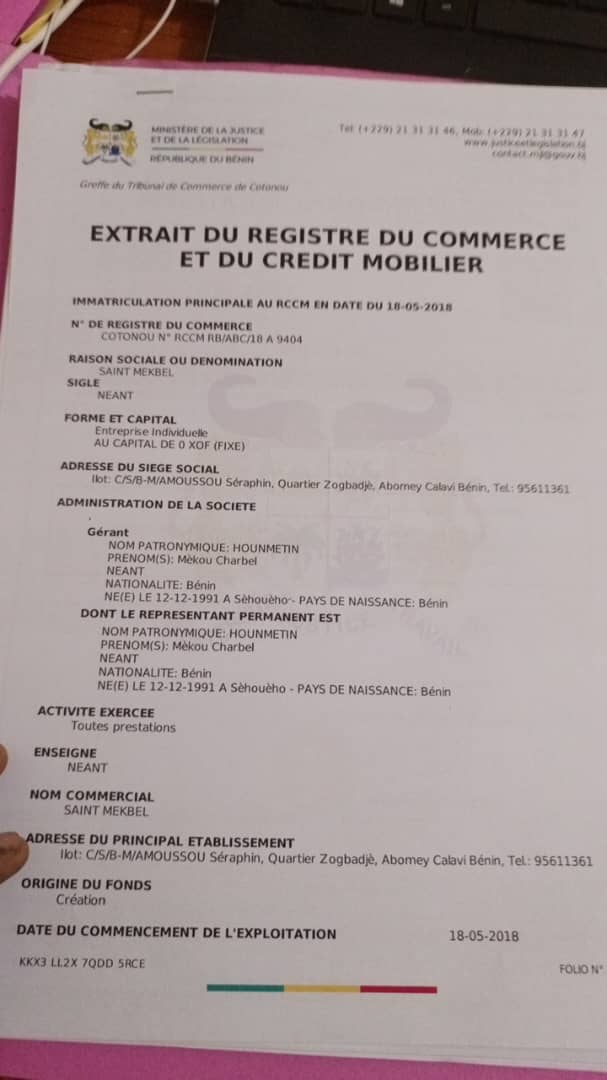 MINISTÈRE DE LA JUSTICE
ET DE LA LÉGISLATION
RÉPUBLIQUE DU BÉNIN
Tél: (+229) 21 31 31 46, Mob: (+229) 21 31 31 47
www.justiceetlegislation.bj
contact.mjl@gouv.bj
Greffe du Tribunal de Commerce de Cotonou
EXTRAIT DU REGISTRE DU COMMERCE
ET DU CREDIT MOBILIER
IMMATRICULATION PRINCIPALE AU RCCM EN DATE DU 18-05-2018
N° DE REGISTRE DU COMMERCE
COTONOU N° RCCM RB/ABC/18 A 9404
RAISON SOCIALE OU DENOMINATION
SAINT MEKBEL
SIGLE
NEANT
FORME ET CAPITAL
Entreprise Individuelle
AU CAPITAL DE 0 XOF (FIXE)
ADRESSE DU SIEGE SOCIAL
Ilot: C/S/B-M/AMOUSSOU Séraphin, Quartier Zogbadjè, Abomey Calavi Bénin, Tel.: 95611361
ADMINISTRATION DE LA SOCIETE
Gérant
NOM PATRONYMIQUE: HOUNMETIN
PRENOM(S): Mèkou Charbel
NEANT
NATIONALITE: Bénin
NE(E) LE 12-12-1991 A Sèhouèho - PAYS DE NAISSANCE: Bénin
DONT LE REPRESENTANT PERMANENT EST
NOM PATRONYMIQUE: HOUNMETIN
PRENOM(S): Mèkou Charbel
NEANT
NATIONALITE: Bénin
NE(E) LE 12-12-1991 A Sèhouèho - PAYS DE NAISSANCE: Bénin
ACTIVITE EXERCEE
Toutes prestations
ENSEIGNE
NEANT
NOM COMMERCIAL
SAINT MEKBEL
ADRESSE DU PRINCIPAL ETABLISSEMENT
Ilot: C/S/B-M/AMOUSSOU Séraphin, Quartier Zogbadjè, Abomey Calavi Bénin, Tel.: 95611361
ORIGINE DU FONDS
Création
DATE DU COMMENCEMENT DE L'EXPLOITATION 18-05-2018
KKX3 LL2X 7QDD 5RCE
FOLIO N°